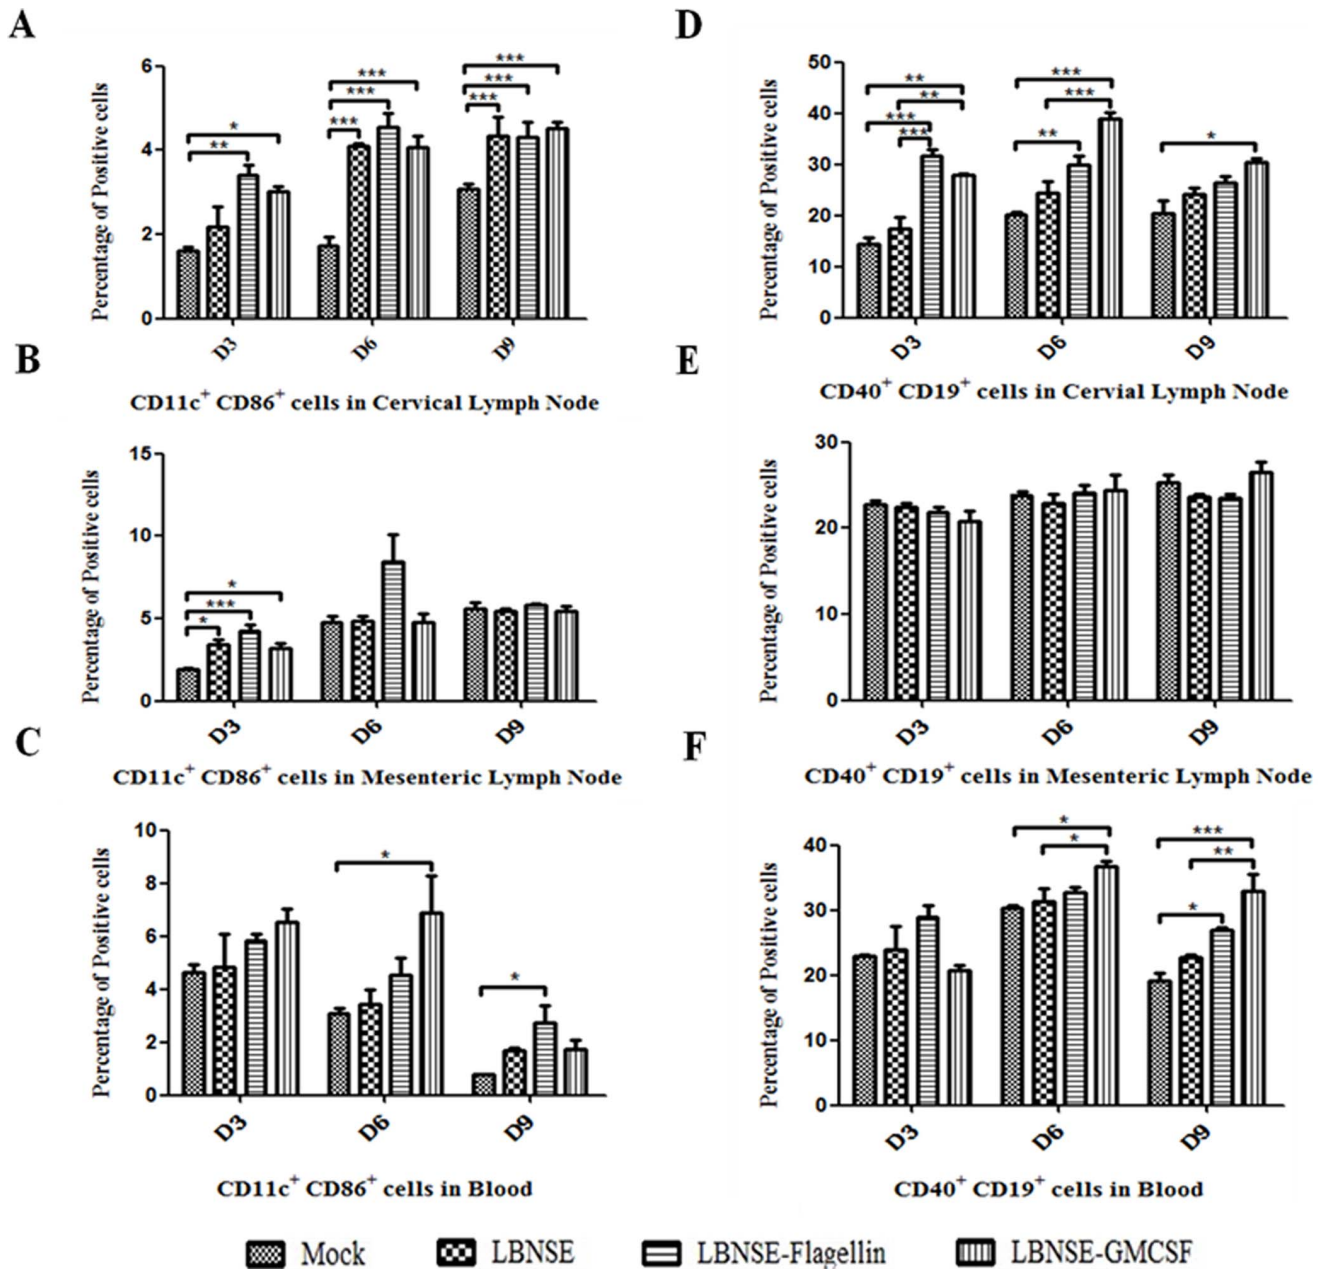 A
Percentage of Positive cells
6
4
2
0
* ** *** *** *** *** *** ***
D3 D6 D9
CD11c+ CD86+ cells in Cervical Lymph Node
D
Percentage of Positive cells
50
40
30
20
10
0
** ** *** *** *** *** ** *
D3 D6 D9
CD40+ CD19+ cells in Cervial Lymph Node
B
Percentage of Positive cells
15
10
5
0
* *** *
D3 D6 D9
CD11c+ CD86+ cells in Mesenteric Lymph Node
E
Percentage of Positive cells
30
20
10
0
D3 D6 D9
CD40+ CD19+ cells in Mesenteric Lymph Node
C
Percentage of Positive cells
10
8
6
4
2
0
* *
D3 D6 D9
CD11c+ CD86+ cells in Blood
F
Percentage of Positive cells
40
30
20
10
0
* * *** ** *
D3 D6 D9
CD40+ CD19+ cells in Blood
Mock LBNSE LBNSE-Flagellin LBNSE-GMCSF